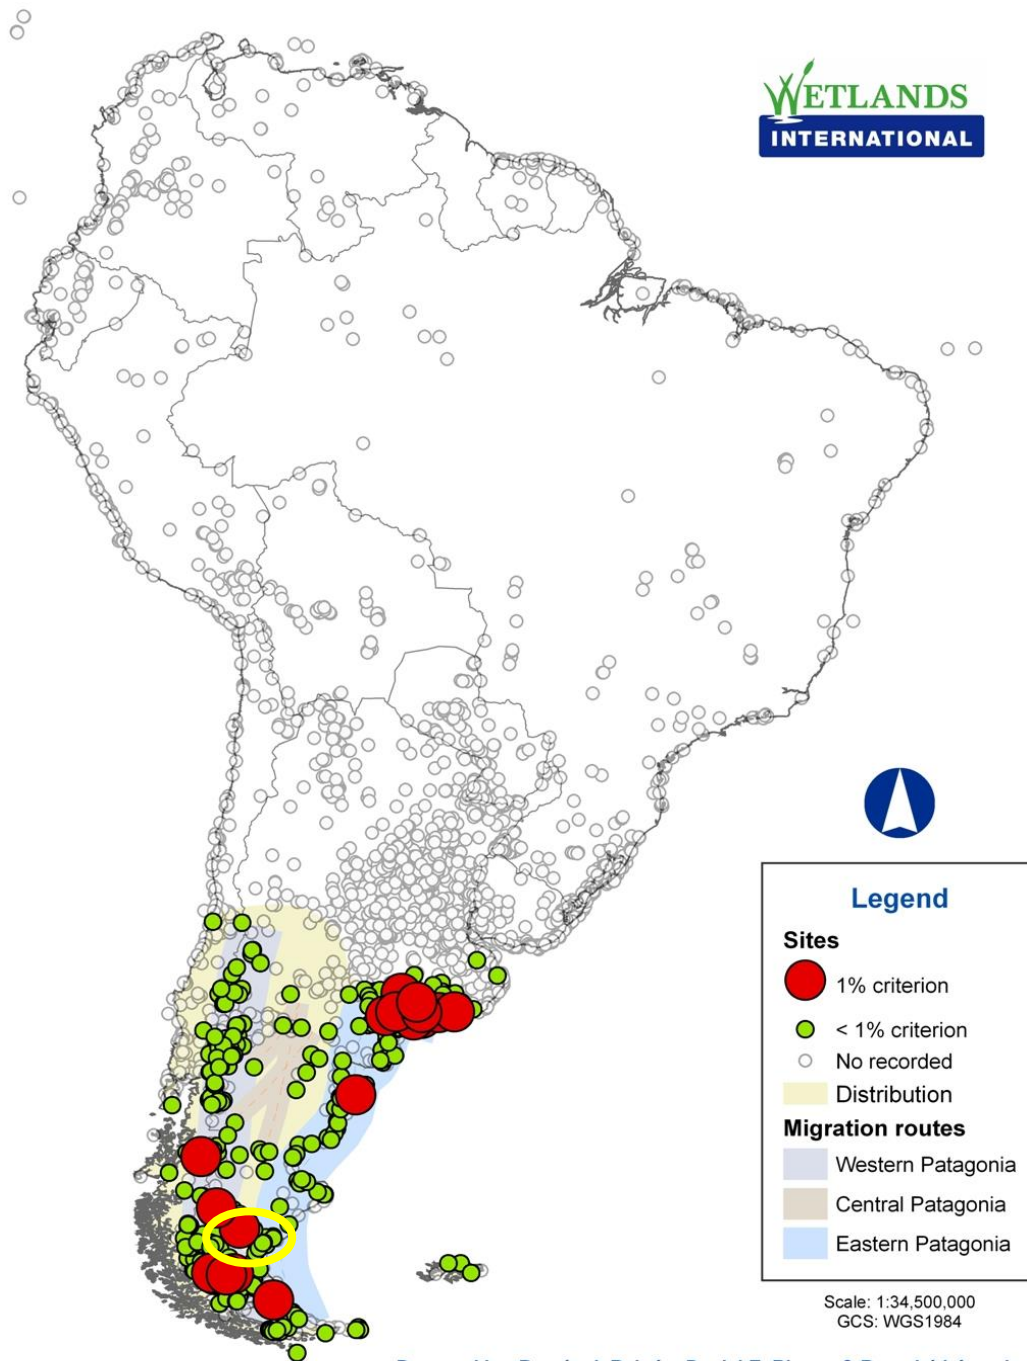 WETLANDS
INTERNATIONAL
Legend
Sites
1% criterion
< 1% criterion
No recorded
Distribution
Migration routes
Western Patagonia
Central Patagonia
Eastern Patagonia
Scale: 1:34,500,000
GCS: WGS1984